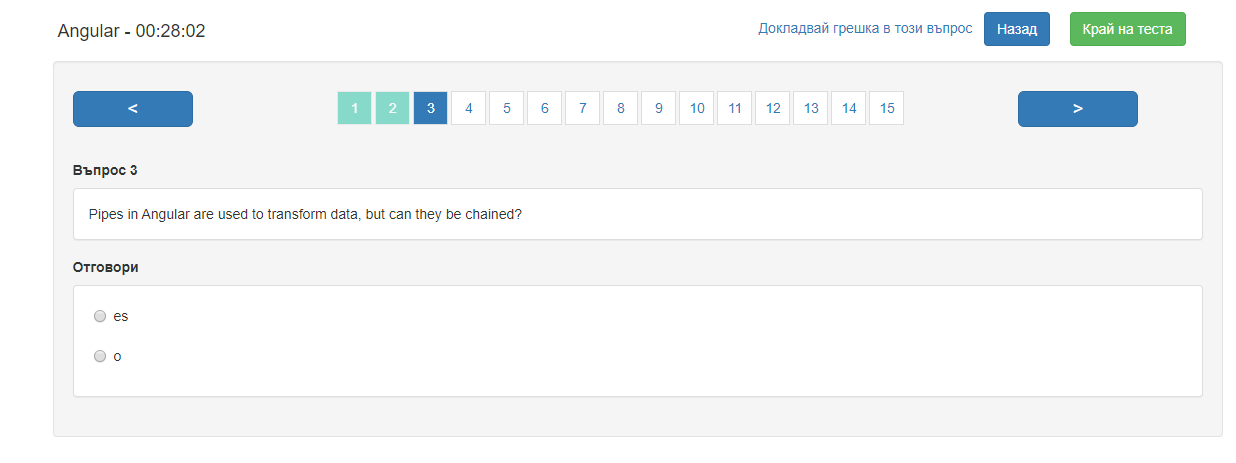 Angular - 00:28:02
Докладвай грешка в този въпрос
Назад
Край на теста
<
1 2 3 4 5 6 7 8 9 10 11 12 13 14 15
>
Въпрос 3
Pipes in Angular are used to transform data, but can they be chained?
Отговори
es
o